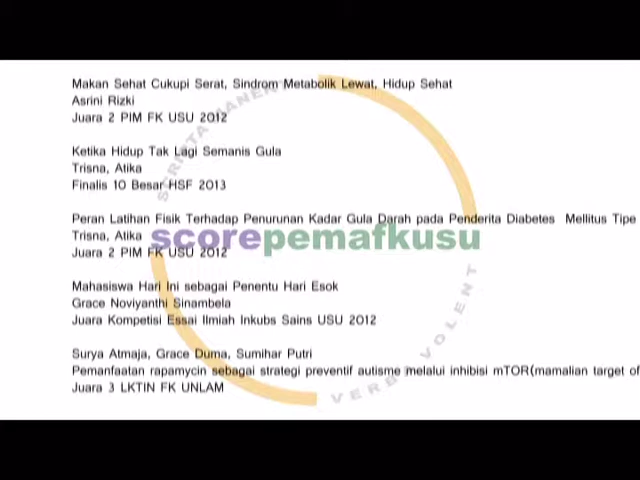 Makan Sehat Cukupi Serat, Sindrom Metabolik Lewat, Hidup Sehat
Asrini Rizki
Juara 2 PIM FK USU 2012
Ketika Hidup Tak Lagi Semanis Gula
Trisna, Atika
Finalis 10 Besar HSF 2013
Peran Latihan Fisik Terhadap Penurunan Kadar Gula Darah pada Penderita Diabetes Mellitus Tipe
Trisna, Atika
Juara 2 PIM FK USU 2012
scorepemafkusu
Mahasiswa Hari Ini sebagai Penentu Hari Esok
Grace Noviyanthi Sinambela
Juara Kompetisi Essai Ilmiah Inkubs Sains USU 2012
Surya Atmaja, Grace Duma, Sumihar Putri
Pemanfaatan rapamycin sebagai strategi preventif autisme melalui inhibisi mTOR(mamalian target of
Juara 3 LKTIN FK UNLAM
VOLENT